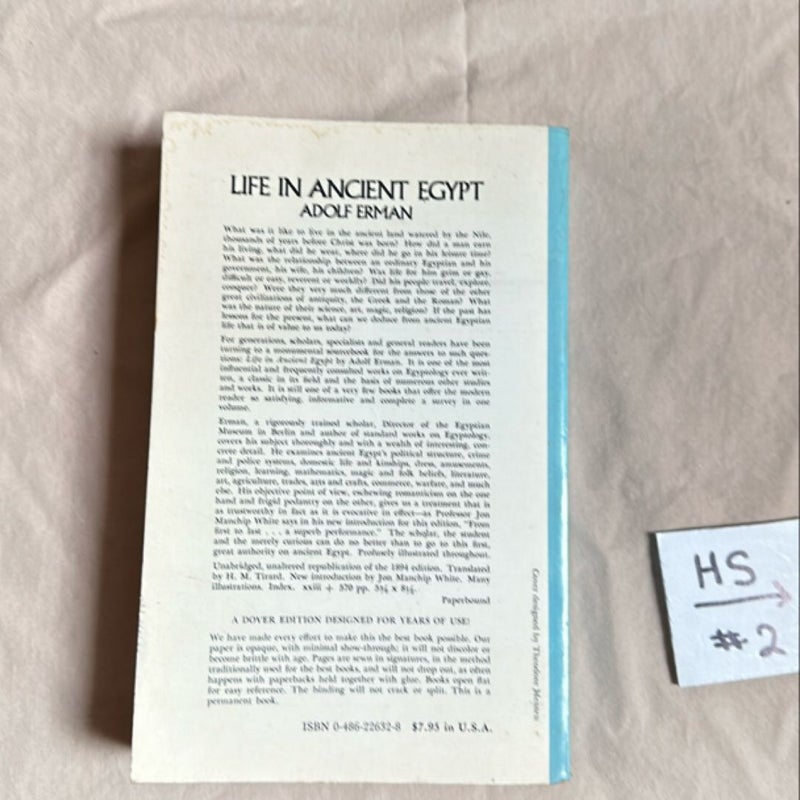 LIFE IN ANCIENT EGYPT
ADOLF ERMAN
What was it like to live in the ancient land watered by the Nile,
thousands of years before Christ was born? How did a man earn
his living, what did he wear, where did he go in his leisure time?
What was the relationship between an ordinary Egyptian and his
government, his wife, his children? Was life for him grim or gay,
difficult or easy, reverent or worldly? Did his people travel, explore,
conquer? Were they very much different from those of the other
great civilizations of antiquity, the Greek and the Roman? What
was the nature of their science, art, magic, religion? If the past has
lessons for the present, what can we deduce from ancient Egyptian
life that is of value to us today?
For generations, scholars, specialists and general readers have been
turning to a monumental sourcebook for the answers to such ques-
tions: Life in Ancient Egypt by Adolf Erman. It is one of the most
influential and frequently consulted works on Egyptology ever writ-
ten, a classic in its field and the basis of numerous other studies
and works. It is still one of a very few books that offer the modern
reader so satisfying, informative and complete a survey in one
volume.
Erman, a rigorously trained scholar, Director of the Egyptian
Museum in Berlin and author of standard works on Egyptology,
covers his subject thoroughly and with a wealth of interesting, con-
crete detail. He examines ancient Egypt's political structure, crime
and police systems, domestic life and kinships, dress, amusements,
religion, learning, mathematics, magic and folk beliefs, literature,
art, agriculture, trades, arts and crafts, commerce, warfare, and much
else. His objective point of view, eschewing romanticism on the one
hand and frigid pedantry on the other, gives us a treatment that is
as trustworthy in fact as it is evocative in effect—as Professor Jon
Manchip White says in his new introduction for this edition, "From
first to last . . . a superb performance." The scholar, the student
and the merely curious can do no better than to go to this first,
great authority on ancient Egypt. Profusely illustrated throughout.
Unabridged, unaltered republication of the 1894 edition. Translated
by H. M. Tirard. New introduction by Jon Manchip White. Many
illustrations. Index. xxiii + 570 pp. 5⅜ x 8½.
Paperbound
A DOVER EDITION DESIGNED FOR YEARS OF USE!
We have made every effort to make this the best book possible. Our
paper is opaque, with minimal show-through; it will not discolor or
become brittle with age. Pages are sewn in signatures, in the method
traditionally used for the best books, and will not drop out, as often
happens with paperbacks held together with glue. Books open flat
for easy reference. The binding will not crack or split. This is a
permanent book.
ISBN 0-486-22632-8 $7.95 in U.S.A.
Cover designed by Theodore Menten
HS
#2